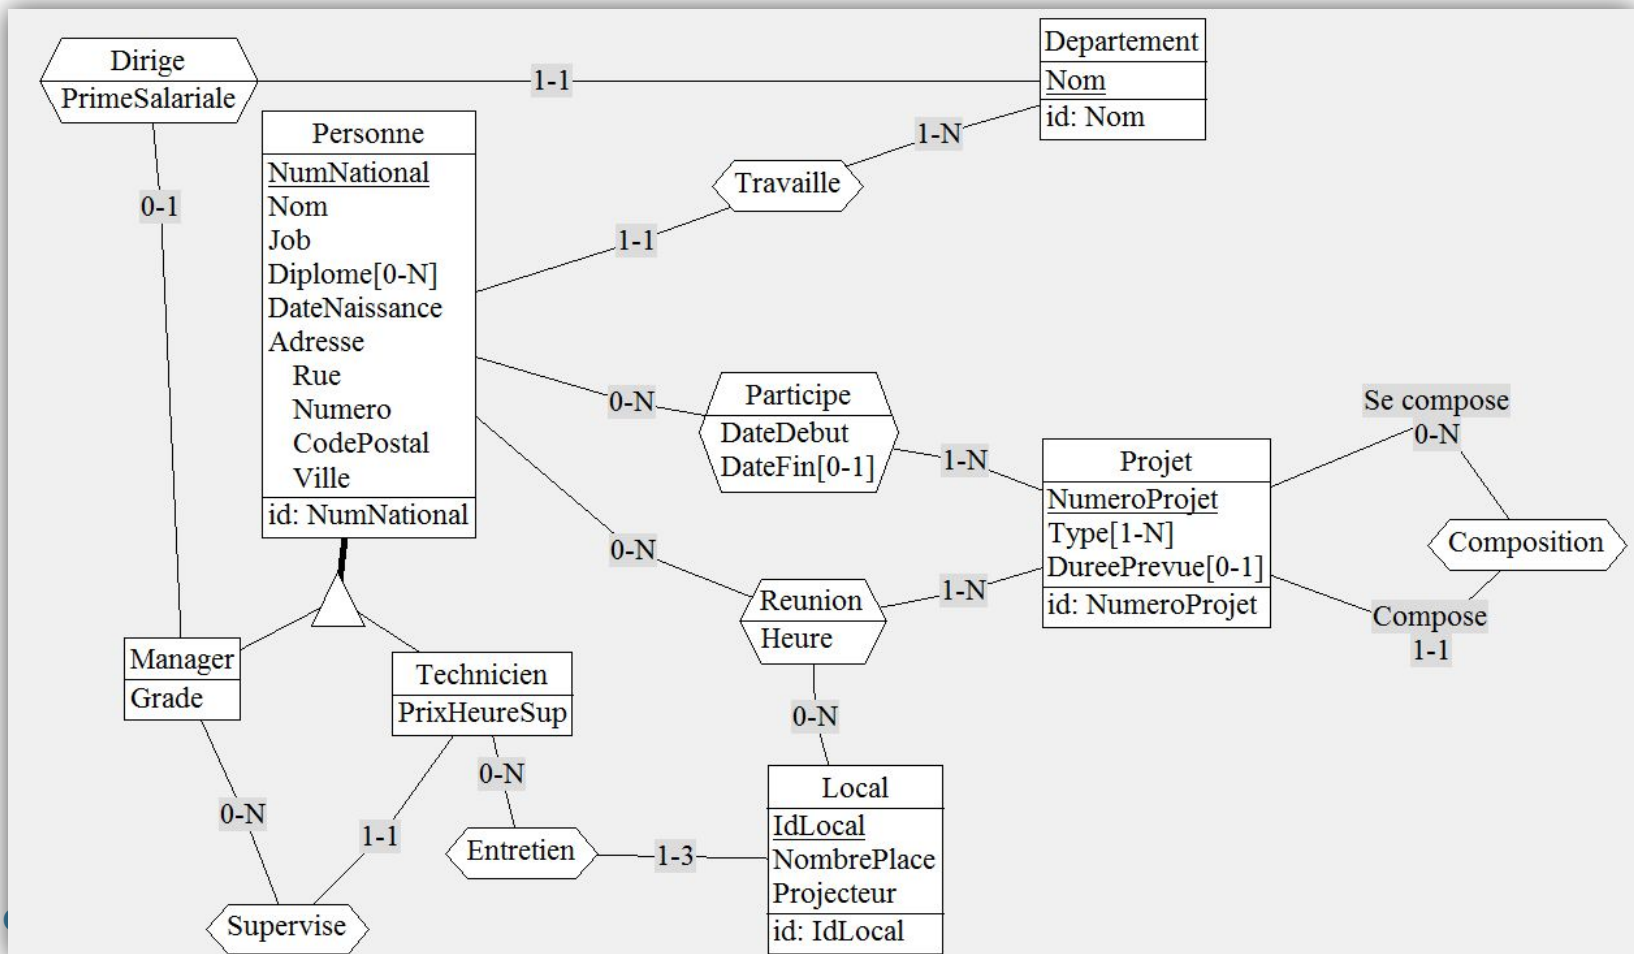 Dirige
PrimeSalariale
1-1
Departement
Nom
id: Nom
0-1
Personne
NumNational
Nom
Job
Diplome[0-N]
DateNaissance
Adresse
Rue
Numero
CodePostal
Ville
id: NumNational
1-N
Travaille
1-1
0-N
Participe
DateDebut
DateFin[0-1]
1-N
Projet
NumeroProjet
Type[1-N]
DureePrevue[0-1]
id: NumeroProjet
Se compose
0-N
Composition
Compose
1-1
0-N
Reunion
Heure
1-N
0-N
Manager
Grade
Technicien
PrixHeureSup
0-N
1-1
0-N
Entretien
1-3
Local
IdLocal
NombrePlace
Projecteur
id: IdLocal
Supervise